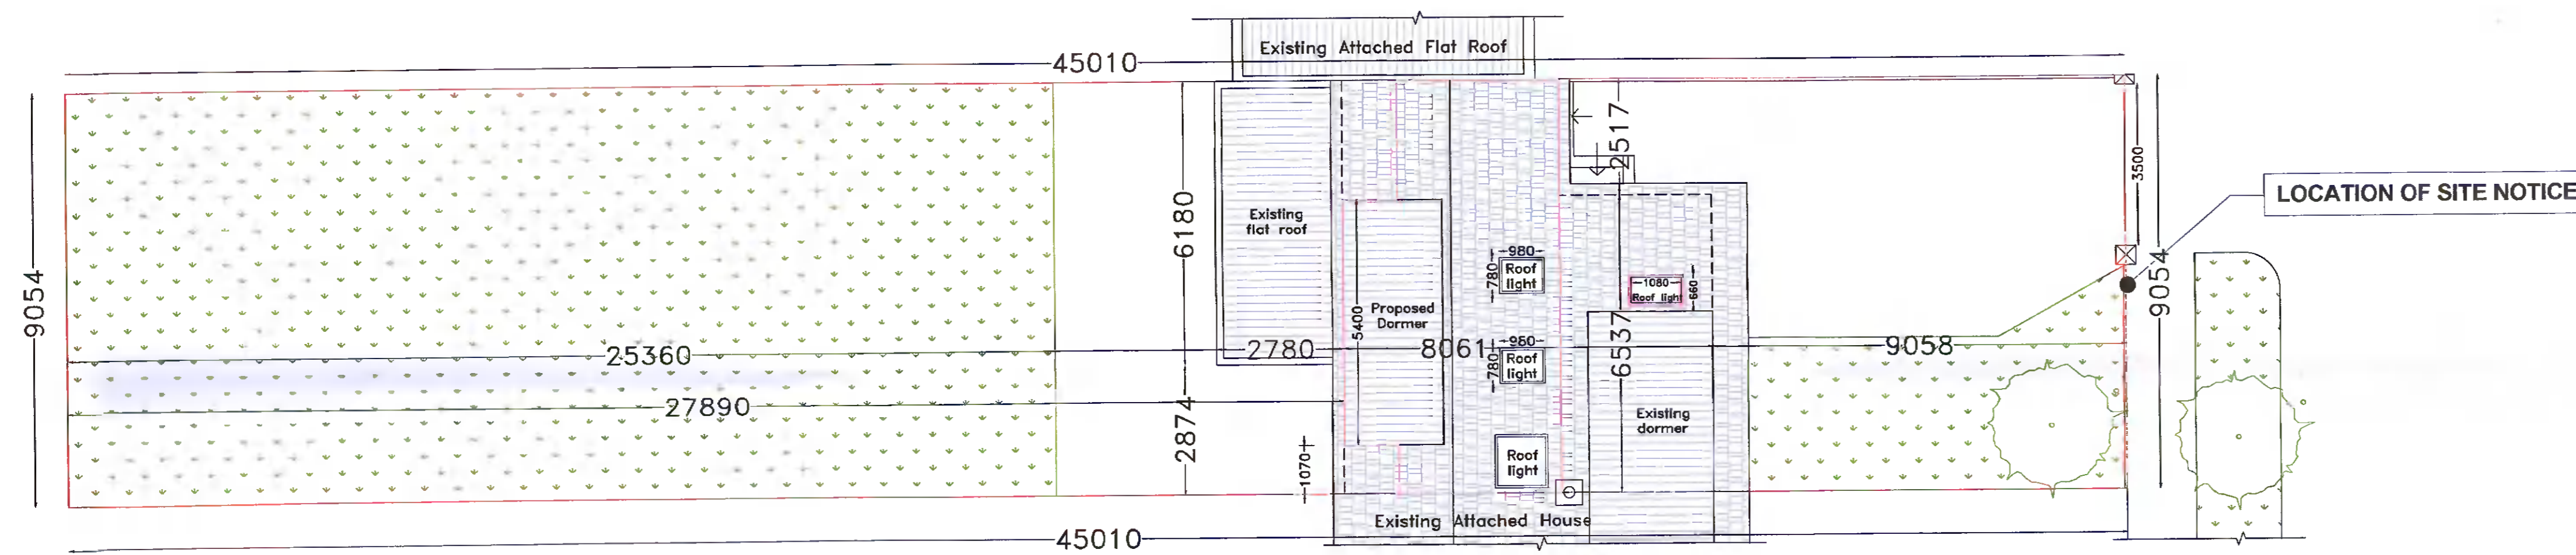 Existing Attached Flat Roof
45010
2517
3500
LOCATION OF SITE NOTICE
6180
Existing
flat roof
9054
9054
980
780
Roof
light
1080
Roof light
660
5400
Proposed
Dormer
6537
25360
2780
8061
980
780
Roof
light
9058
27890
2874
1070
Existing
dormer
Roof
light
Existing Attached House
45010